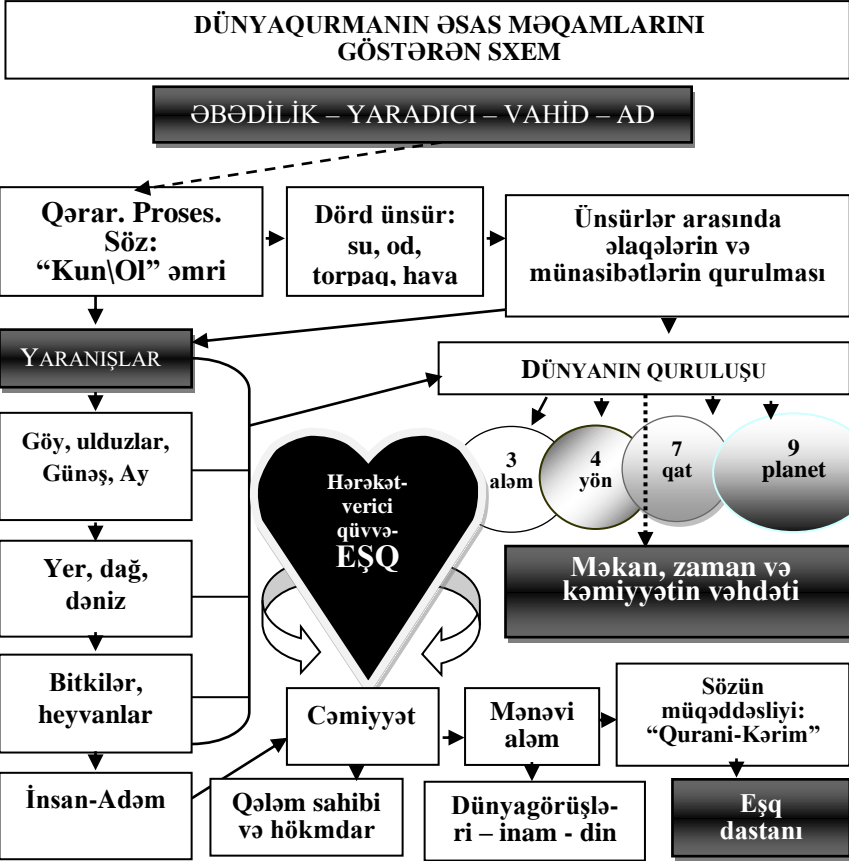 DÜNYAQURMANIN ƏSAS MƏQAMLARINI
GÖSTƏRƏN SXEM
ƏBƏDİLİK – YARADICI – VAHİD – AD
Qərar. Proses.
Söz:
“Kun\Ol” əmri
Dörd ünsür:
su, od,
torpaq, hava
Ünsürlər arasında
əlaqələrin və
münasibətlərin qurulması
YARANIŞLAR
DÜNYANIN QURULUŞU
Göy, ulduzlar,
Günəş, Ay
Hərəkət-
verici
qüvvə-
EŞQ
3
aləm
4
yön
7
qat
9
planet
Yer, dağ,
dəniz
Məkan, zaman və
kəmiyyətin vəhdəti
Bitkilər,
heyvanlar
Cəmiyyət
Mənəvi
aləm
Sözün
müqəddəsliyi:
“Qurani-Kərim”
İnsan-Adəm
Qələm sahibi
və hökmdar
Dünyagörüşlə-
ri – inam - din
Eşq
dastanı